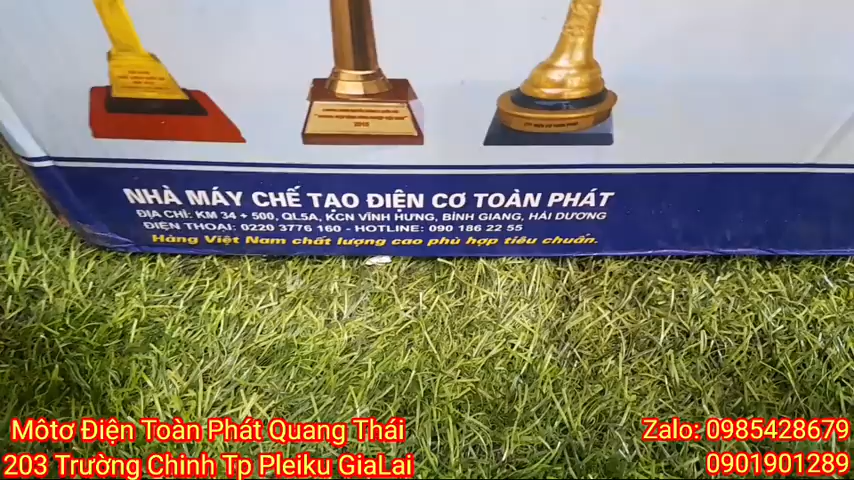 2013
NHÀ MÁY CHẾ TẠO ĐIỆN CƠ TOÀN PHÁT
ĐỊA CHỈ: KM 34 + 500, QL5A, KCN VĨNH HƯNG, BÌNH GIANG, HẢI DƯƠNG
ĐIỆN THOẠI: 0220 3776 160 - HOTLINE: 090 186 22 55
Hàng Việt Nam chất lượng cao phù hợp tiêu chuẩn.
Môtơ Điện Toàn Phát Quang Thái
203 Trường Chinh Tp Pleiku GiaLai
Zalo: 0985428679
0901901289